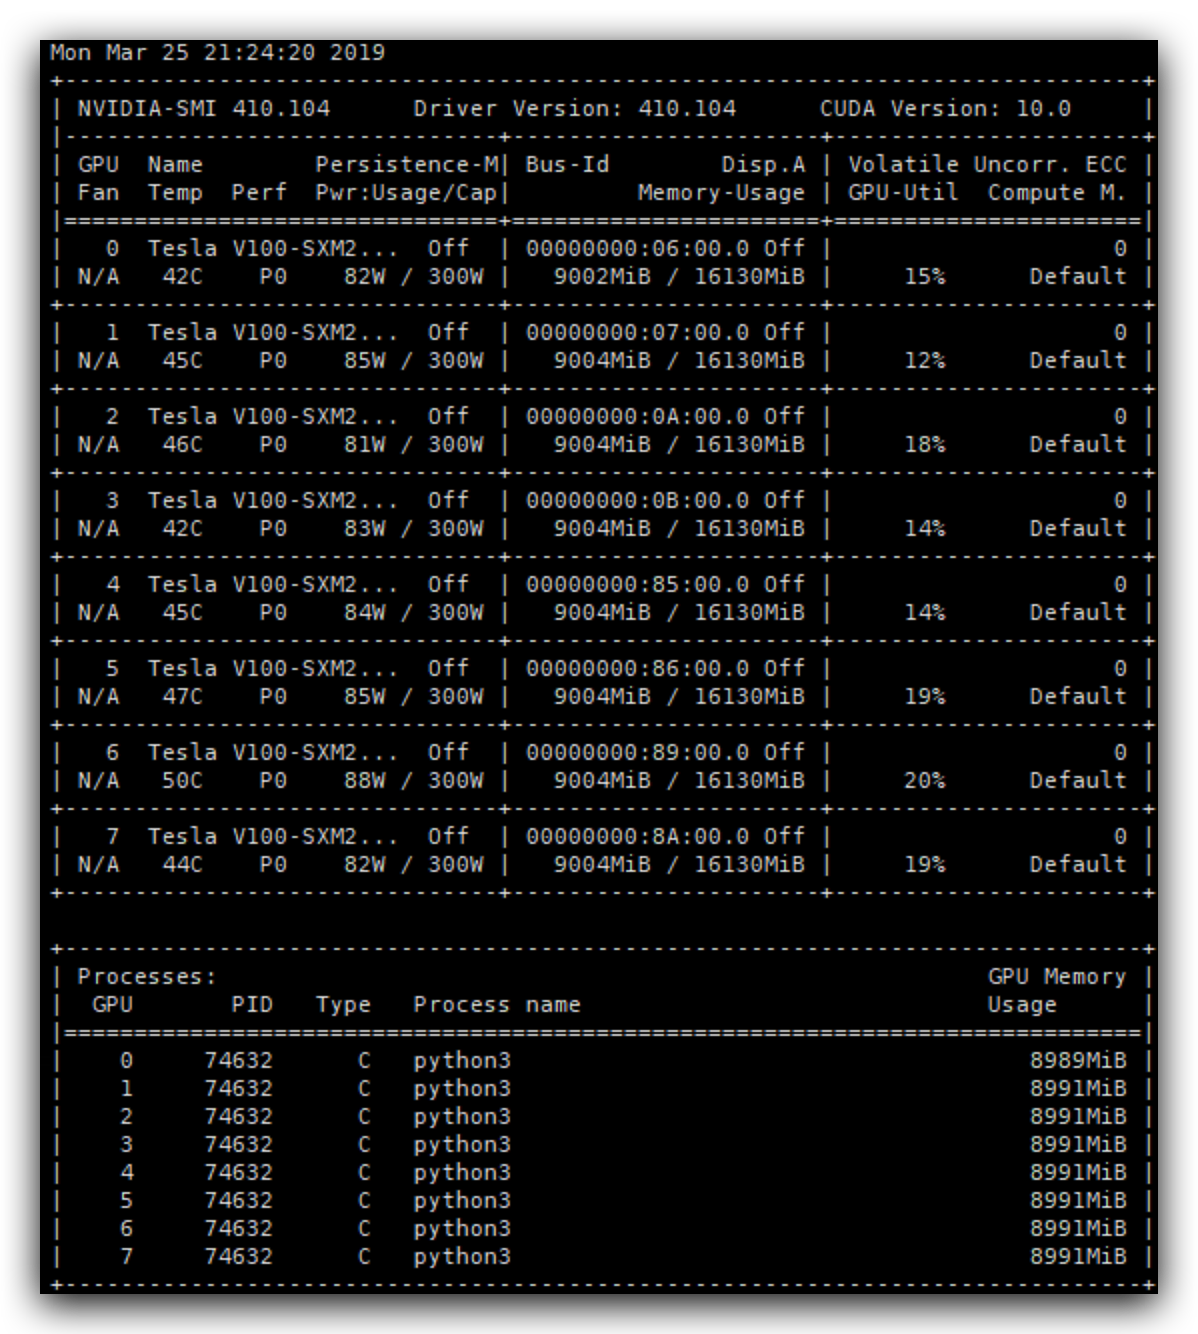 Mon Mar 25 21:24:20 2019
+-----------------------------------------------------------------------------+
| NVIDIA-SMI 410.104      Driver Version: 410.104      CUDA Version: 10.0     |
|-------------------------------+----------------------+----------------------+
| GPU  Name        Persistence-M| Bus-Id        Disp.A | Volatile Uncorr. ECC |
| Fan  Temp  Perf  Pwr:Usage/Cap|         Memory-Usage | GPU-Util  Compute M. |
|===============================+======================+======================|
|   0  Tesla V100-SXM2...  Off  | 00000000:06:00.0 Off |                    0 |
| N/A   42C    P0    82W / 300W |   9002MiB / 16130MiB |     15%      Default |
+-------------------------------+----------------------+----------------------+
|   1  Tesla V100-SXM2...  Off  | 00000000:07:00.0 Off |                    0 |
| N/A   45C    P0    85W / 300W |   9004MiB / 16130MiB |     12%      Default |
+-------------------------------+----------------------+----------------------+
|   2  Tesla V100-SXM2...  Off  | 00000000:0A:00.0 Off |                    0 |
| N/A   46C    P0    81W / 300W |   9004MiB / 16130MiB |     18%      Default |
+-------------------------------+----------------------+----------------------+
|   3  Tesla V100-SXM2...  Off  | 00000000:0B:00.0 Off |                    0 |
| N/A   42C    P0    83W / 300W |   9004MiB / 16130MiB |     14%      Default |
+-------------------------------+----------------------+----------------------+
|   4  Tesla V100-SXM2...  Off  | 00000000:85:00.0 Off |                    0 |
| N/A   45C    P0    84W / 300W |   9004MiB / 16130MiB |     14%      Default |
+-------------------------------+----------------------+----------------------+
|   5  Tesla V100-SXM2...  Off  | 00000000:86:00.0 Off |                    0 |
| N/A   47C    P0    85W / 300W |   9004MiB / 16130MiB |     19%      Default |
+-------------------------------+----------------------+----------------------+
|   6  Tesla V100-SXM2...  Off  | 00000000:89:00.0 Off |                    0 |
| N/A   50C    P0    88W / 300W |   9004MiB / 16130MiB |     20%      Default |
+-------------------------------+----------------------+----------------------+
|   7  Tesla V100-SXM2...  Off  | 00000000:8A:00.0 Off |                    0 |
| N/A   44C    P0    82W / 300W |   9004MiB / 16130MiB |     19%      Default |
+-------------------------------+----------------------+----------------------+

+-----------------------------------------------------------------------------+
| Processes:                                                       GPU Memory |
|  GPU       PID   Type   Process name                             Usage      |
|=============================================================================|
|    0     74632      C   python3                                     8989MiB |
|    1     74632      C   python3                                     8991MiB |
|    2     74632      C   python3                                     8991MiB |
|    3     74632      C   python3                                     8991MiB |
|    4     74632      C   python3                                     8991MiB |
|    5     74632      C   python3                                     8991MiB |
|    6     74632      C   python3                                     8991MiB |
|    7     74632      C   python3                                     8991MiB |
+-----------------------------------------------------------------------------+